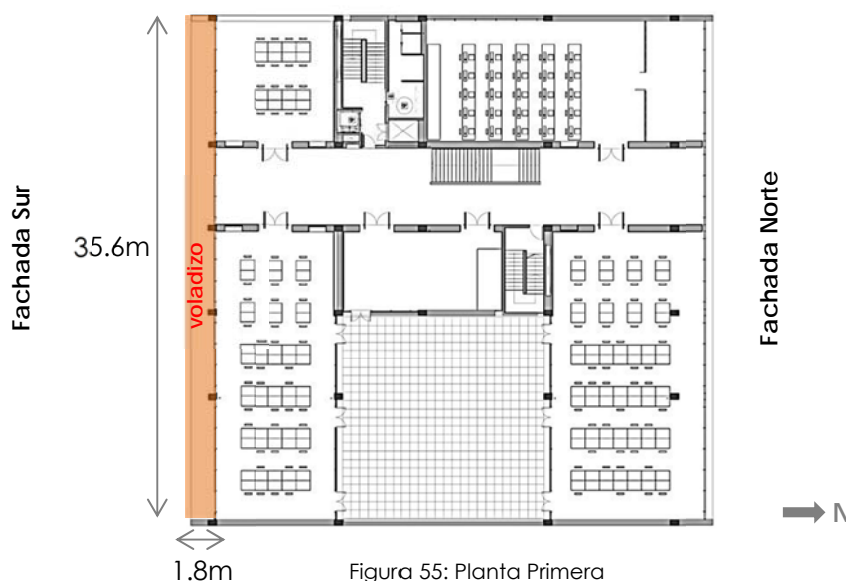 Fachada Sur
35.6m
voladizo
Fachada Norte
N
1.8m
Figura 55: Planta Primera